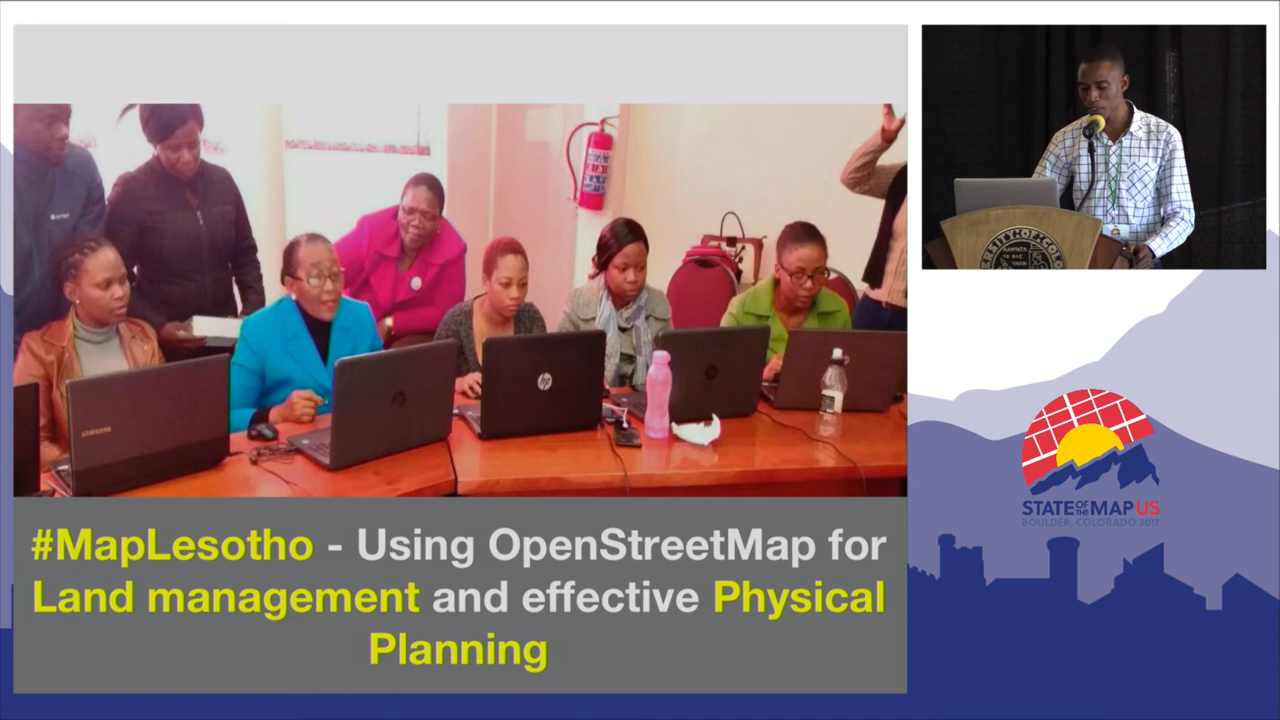 #MapLesotho - Using OpenStreetMap for
Land management and effective Physical
Planning
SAMSUNG
hp
STATE OF THE MAP US
BOULDER, COLORADO 2017